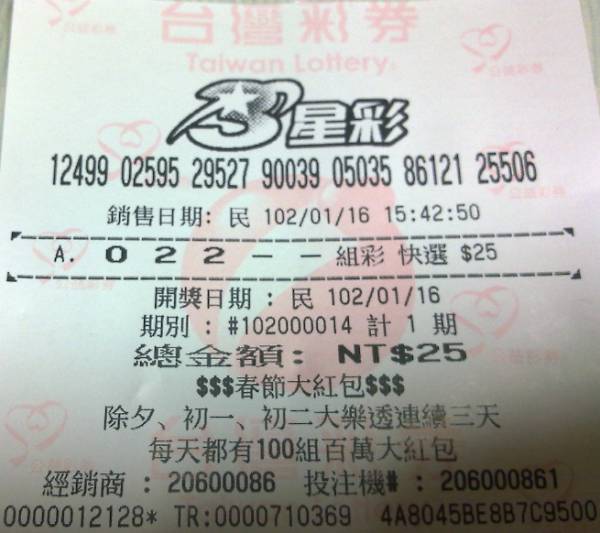 台灣彩券
Taiwan Lottery
3星彩
12499 02595 29527 90039 05035 86121 25506
銷售日期: 民 102/01/16 15:42:50
A. 0 2 2 - - 組彩 快選 $25
開獎日期 : 民 102/01/16
期別 : #102000014 計 1 期
總金額: NT$25
$$$春節大紅包$$$
除夕、初一、初二大樂透連續三天
每天都有100組百萬大紅包
經銷商 : 20600086 投注機# : 206000861
0000012128* TR:0000710369 4A8045BE8B7C9500